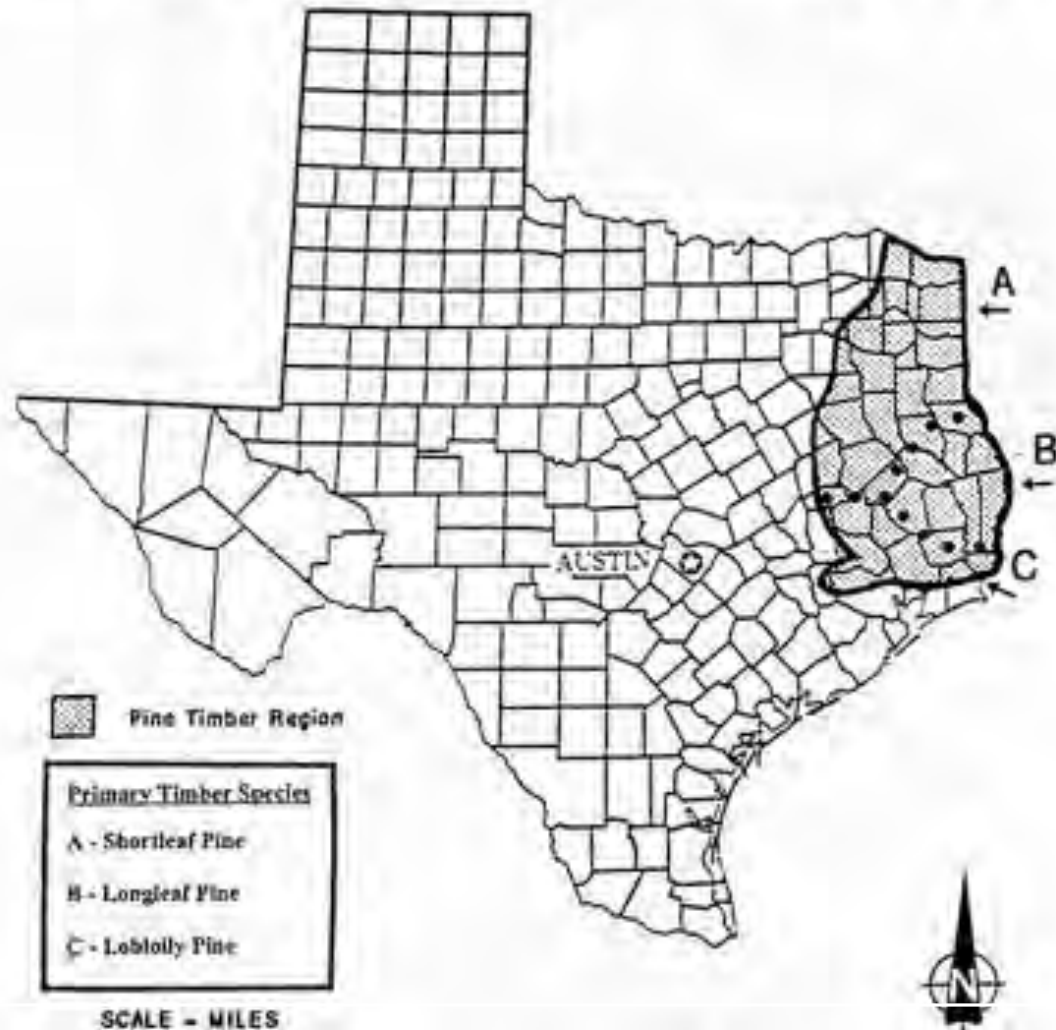 A
B
AUSTIN
C
Pine Timber Region
Primary Timber Species
A - Shortleaf Pine
B - Longleaf Pine
C - Loblolly Pine
N
SCALE - MILES